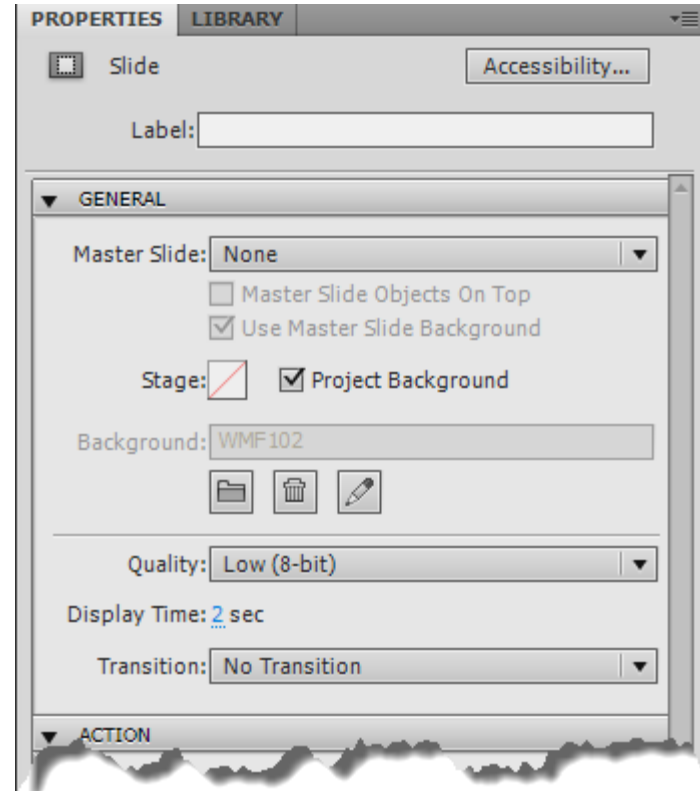 PROPERTIES LIBRARY
Slide Accessibility...
Label:
GENERAL
Master Slide: None
Master Slide Objects On Top
Use Master Slide Background
Stage: Project Background
Background: WMF102
Quality: Low (8-bit)
Display Time: 2 sec
Transition: No Transition
ACTION